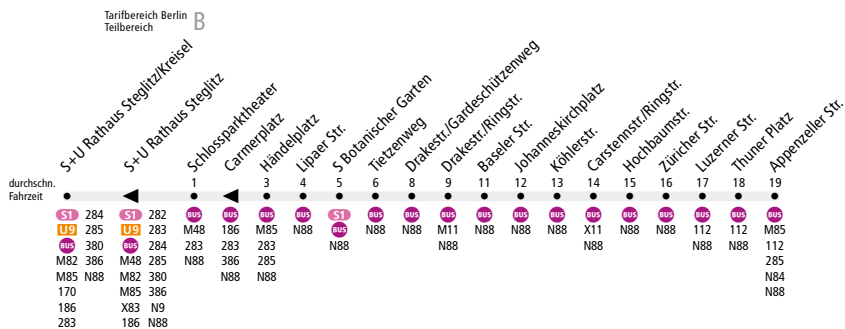 Tarifbereich Berlin
Teilbereich
B
S+U Rathaus Steglitz/Kreisel
S+U Rathaus Steglitz
Schlossparktheater
Carmerplatz
Händelplatz
Lipaer Str.
S Botanischer Garten
Tietzenweg
Drakestr./Gardeschützenweg
Drakestr./Ringstr.
Baseler Str.
Johanneskirchplatz
Köhlerstr.
Carstennstr./Ringstr.
Hochbaumstr.
Züricher Str.
Luzerner Str.
Thuner Platz
Appenzeller Str.
durchschn.
Fahrzeit
1 3 4 5 6 8 9 11 12 13 14 15 16 17 18 19
S1 284
U9 285
BUS 380
M82 386
M85 N88
170
186
283
S1 282
U9 283
BUS 284
M48 285
M82 380
M85 386
X83 N9
186 N88
BUS
M48
283
N88
BUS
186
283
386
N88
BUS
M85
283
285
N88
BUS
N88
S1
BUS
N88
BUS
N88
BUS
N88
BUS
M11
N88
BUS
N88
BUS
N88
BUS
N88
BUS
X11
N88
BUS
N88
BUS
N88
BUS
112
N88
BUS
112
N88
BUS
M85
112
285
N84
N88